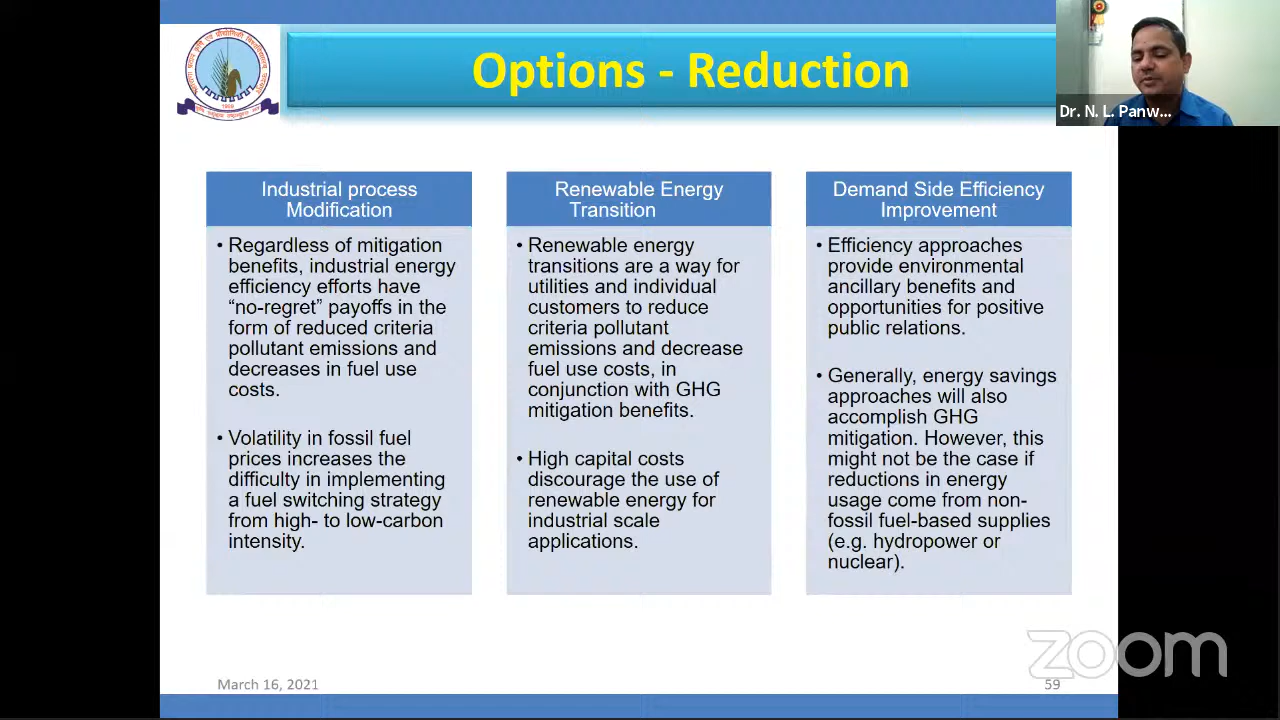 Options - Reduction
Dr. N. L. Panw...
Industrial process
Modification
• Regardless of mitigation
benefits, industrial energy
efficiency efforts have
“no-regret” payoffs in the
form of reduced criteria
pollutant emissions and
decreases in fuel use
costs.
• Volatility in fossil fuel
prices increases the
difficulty in implementing
a fuel switching strategy
from high- to low-carbon
intensity.
Renewable Energy
Transition
• Renewable energy
transitions are a way for
utilities and individual
customers to reduce
criteria pollutant
emissions and decrease
fuel use costs, in
conjunction with GHG
mitigation benefits.
• High capital costs
discourage the use of
renewable energy for
industrial scale
applications.
Demand Side Efficiency
Improvement
• Efficiency approaches
provide environmental
ancillary benefits and
opportunities for positive
public relations.
• Generally, energy savings
approaches will also
accomplish GHG
mitigation. However, this
might not be the case if
reductions in energy
usage come from non-
fossil fuel-based supplies
(e.g. hydropower or
nuclear).
zoom
March 16, 2021
59